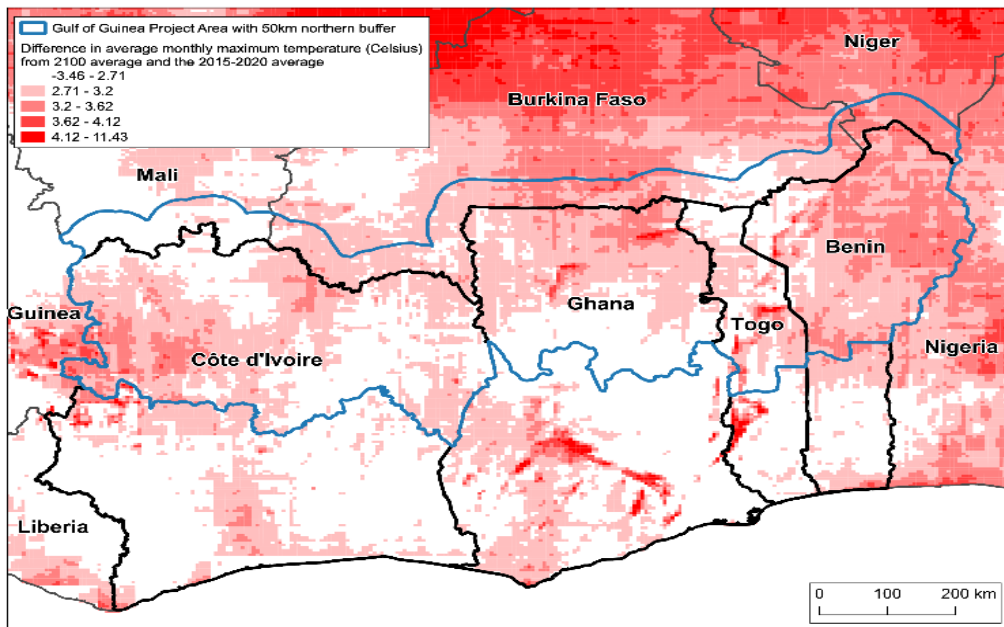 Gulf of Guinea Project Area with 50km northern buffer
Difference in average monthly maximum temperature (Celsius)
from 2100 average and the 2015-2020 average
-3.46 - 2.71
2.71 - 3.2
3.2 - 3.62
3.62 - 4.12
4.12 - 11.43
Niger
Burkina Faso
Mali
Benin
Guinea
Ghana
Togo
Côte d'Ivoire
Nigeria
Liberia
0 100 200 km